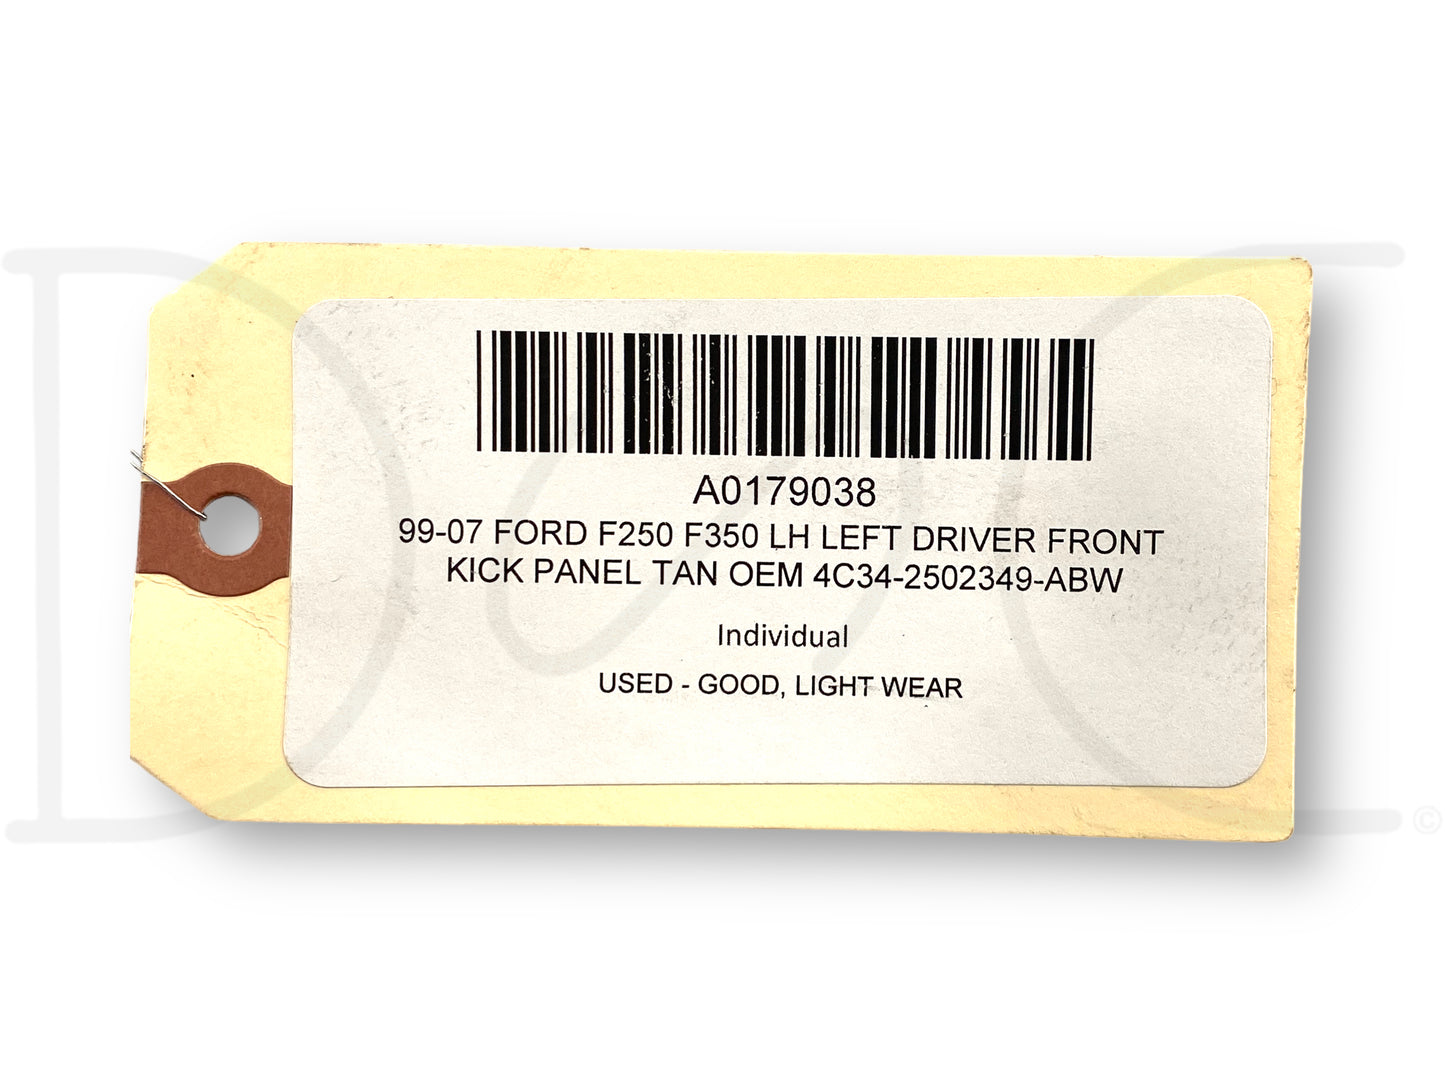 A0179038
99-07 FORD F250 F350 LH LEFT DRIVER FRONT
KICK PANEL TAN OEM 4C34-2502349-ABW
Individual
USED - GOOD, LIGHT WEAR
D C
©